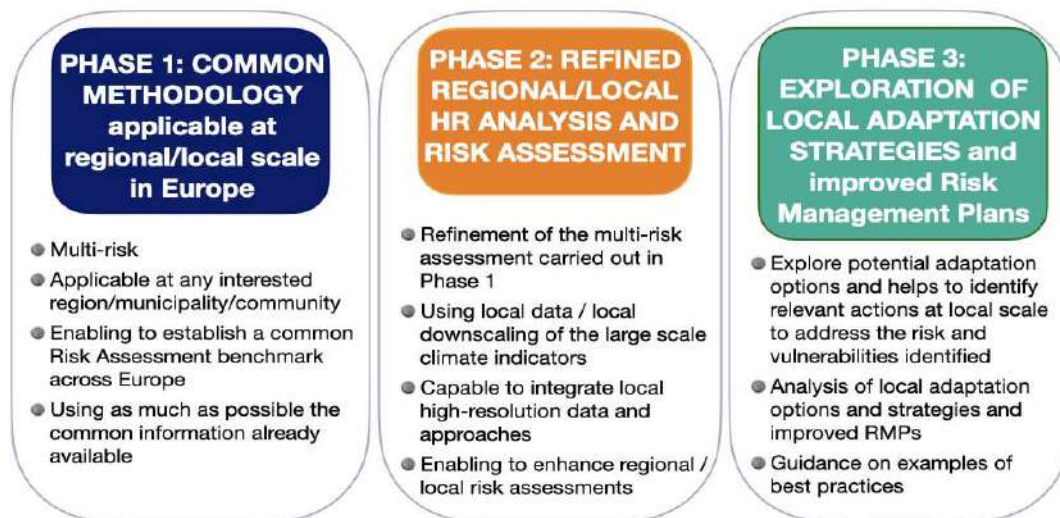 PHASE 1: COMMON
METHODOLOGY
applicable at
regional/local scale
in Europe
Multi-risk
Applicable at any interested
region/municipality/community
Enabling to establish a common
Risk Assessment benchmark
across Europe
Using as much as possible the
common information already
available
PHASE 2: REFINED
REGIONAL/LOCAL
HR ANALYSIS AND
RISK ASSESSMENT
Refinement of the multi-risk
assessment carried out in
Phase 1
Using local data / local
downscaling of the large scale
climate indicators
Capable to integrate local
high-resolution data and
approaches
Enabling to enhance regional /
local risk assessments
PHASE 3:
EXPLORATION OF
LOCAL ADAPTATION
STRATEGIES and
improved Risk
Management Plans
Explore potential adaptation
options and helps to identify
relevant actions at local scale
to address the risk and
vulnerabilities identified
Analysis of local adaptation
options and strategies and
improved RMPs
Guidance on examples of
best practices